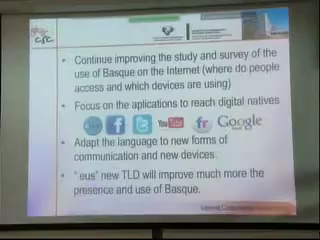 • Continue improving the study and survey of the
use of Basque on the Internet (where do people
access and which devices are using)
• Focus on the aplications to reach digital natives
f
You Tube
fr
Google
• Adapt the language to new forms of
communication and new devices.
• ".eus" new TLD will improve much more the
presence and use of Basque.